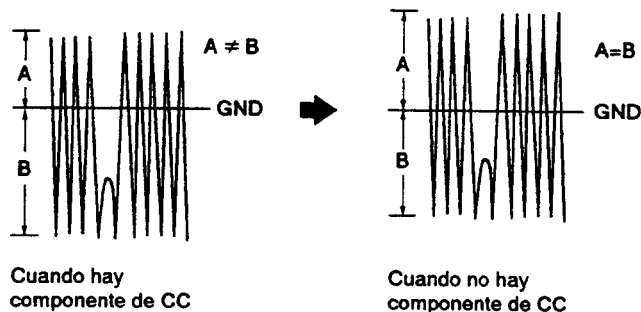 A
B
A ≠ B
GND
Cuando hay
componente de CC
A
B
A=B
GND
Cuando no hay
componente de CC